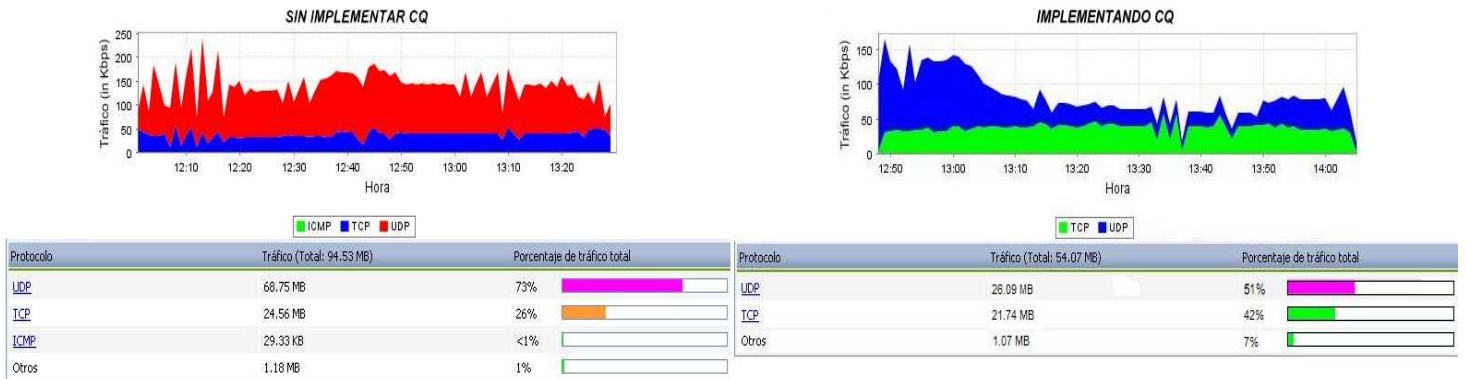 SIN IMPLEMENTAR CQ
Tráfico (in Kbps)
250
200
150
100
50
0
12:10 12:20 12:30 12:40 12:50 13:00 13:10 13:20
Hora
ICMP TCP UDP
Protocolo Tráfico (Total: 94.53 MB) Porcentaje de tráfico total
UDP 68.75 MB 73%
TCP 24.56 MB 26%
ICMP 29.33 KB <1%
Otros 1.18 MB 1%
IMPLEMENTANDO CQ
Tráfico (in Kbps)
150
100
50
0
12:50 13:00 13:10 13:20 13:30 13:40 13:50 14:00
Hora
TCP UDP
Protocolo Tráfico (Total: 54.07 MB) Porcentaje de tráfico total
UDP 26.09 MB 51%
TCP 21.74 MB 42%
Otros 1.07 MB 7%